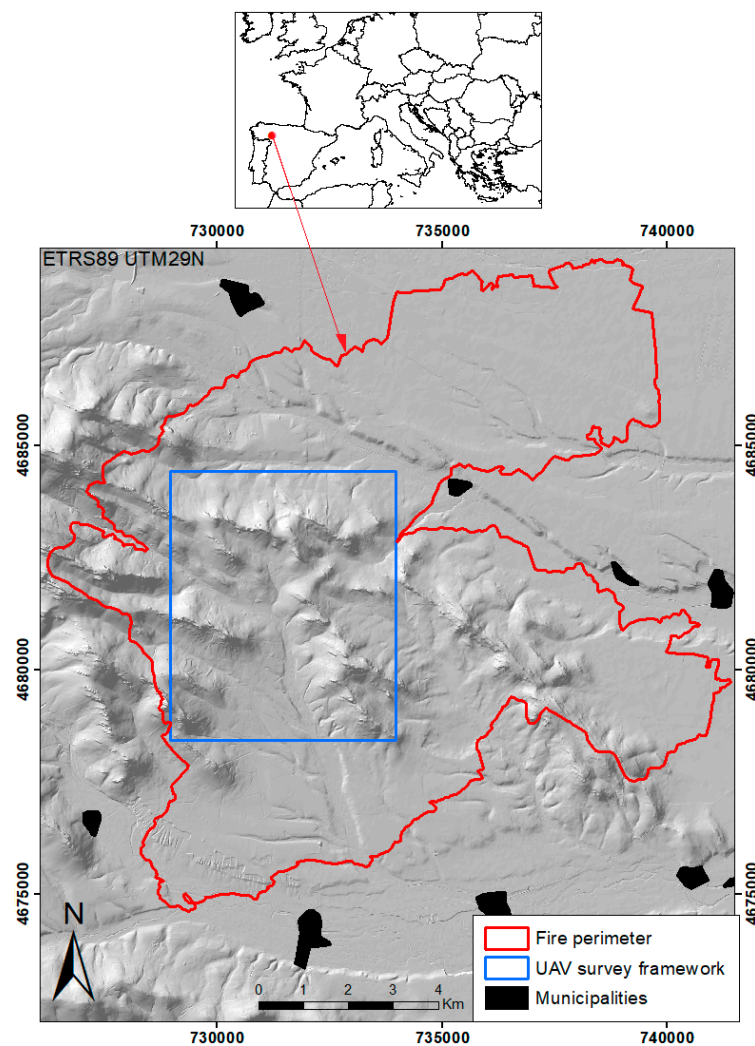 730000 735000 740000
ETRS89 UTM29N
4685000 4685000
4680000 4680000
4675000 4675000
N
0 1 2 3 4
Km
Fire perimeter
UAV survey framework
Municipalities
730000 735000 740000